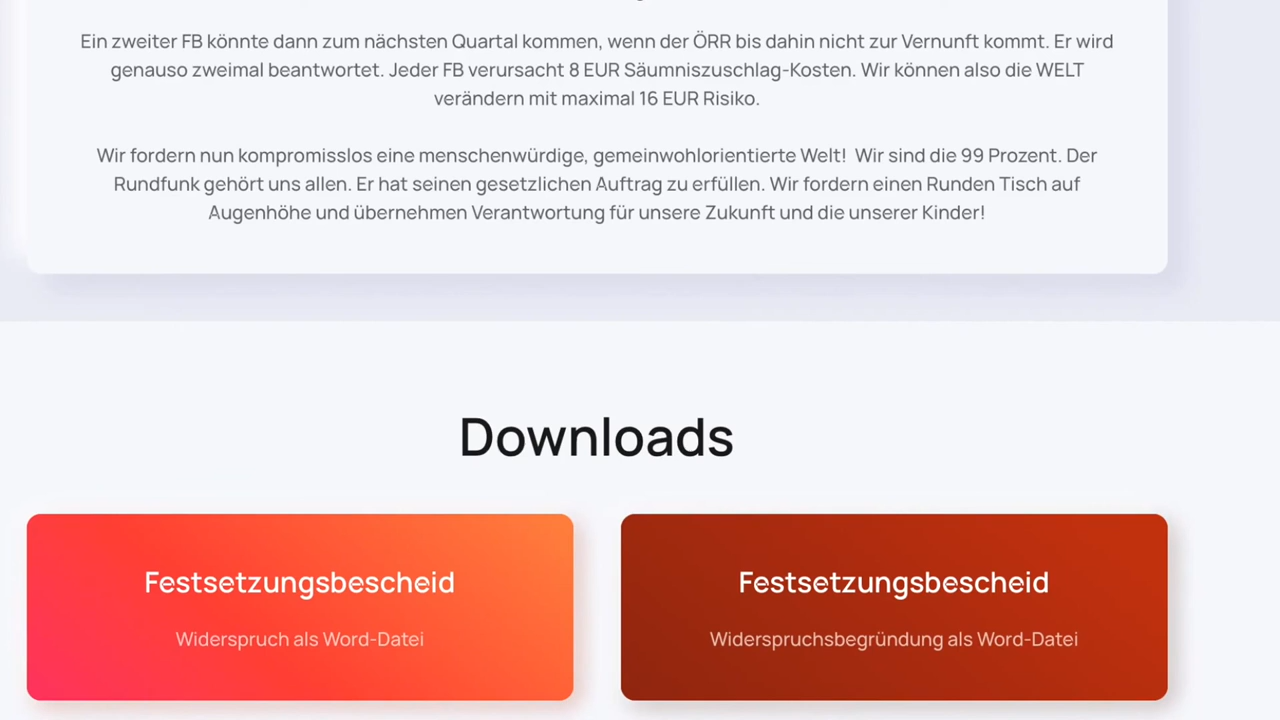 Ein zweiter FB könnte dann zum nächsten Quartal kommen, wenn der ÖRR bis dahin nicht zur Vernunft kommt. Er wird
genauso zweimal beantwortet. Jeder FB verursacht 8 EUR Säumniszuschlag-Kosten. Wir können also die WELT
verändern mit maximal 16 EUR Risiko.
Wir fordern nun kompromisslos eine menschenwürdige, gemeinwohlorientierte Welt!  Wir sind die 99 Prozent. Der
Rundfunk gehört uns allen. Er hat seinen gesetzlichen Auftrag zu erfüllen. Wir fordern einen Runden Tisch auf
Augenhöhe und übernehmen Verantwortung für unsere Zukunft und die unserer Kinder!
Downloads
Festsetzungsbescheid
Widerspruch als Word-Datei
Festsetzungsbescheid
Widerspruchsbegründung als Word-Datei